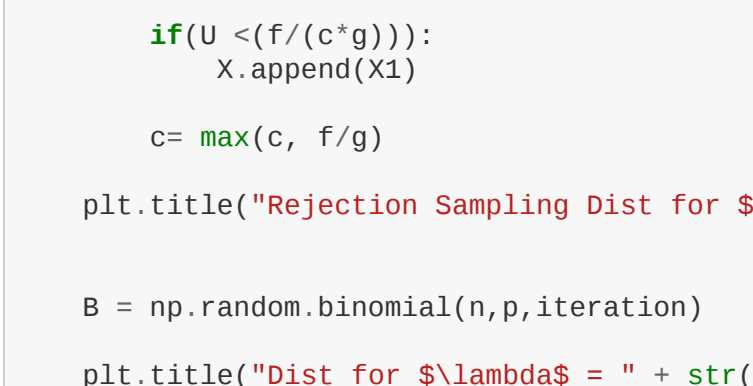 if(U <(f/(c*g))):
X.append(X1)
c= max(c, f/g)
plt.title("Rejection Sampling Dist for $
B = np.random.binomial(n,p,iteration)
plt.title("Dist for $\lambda$ = " + str(